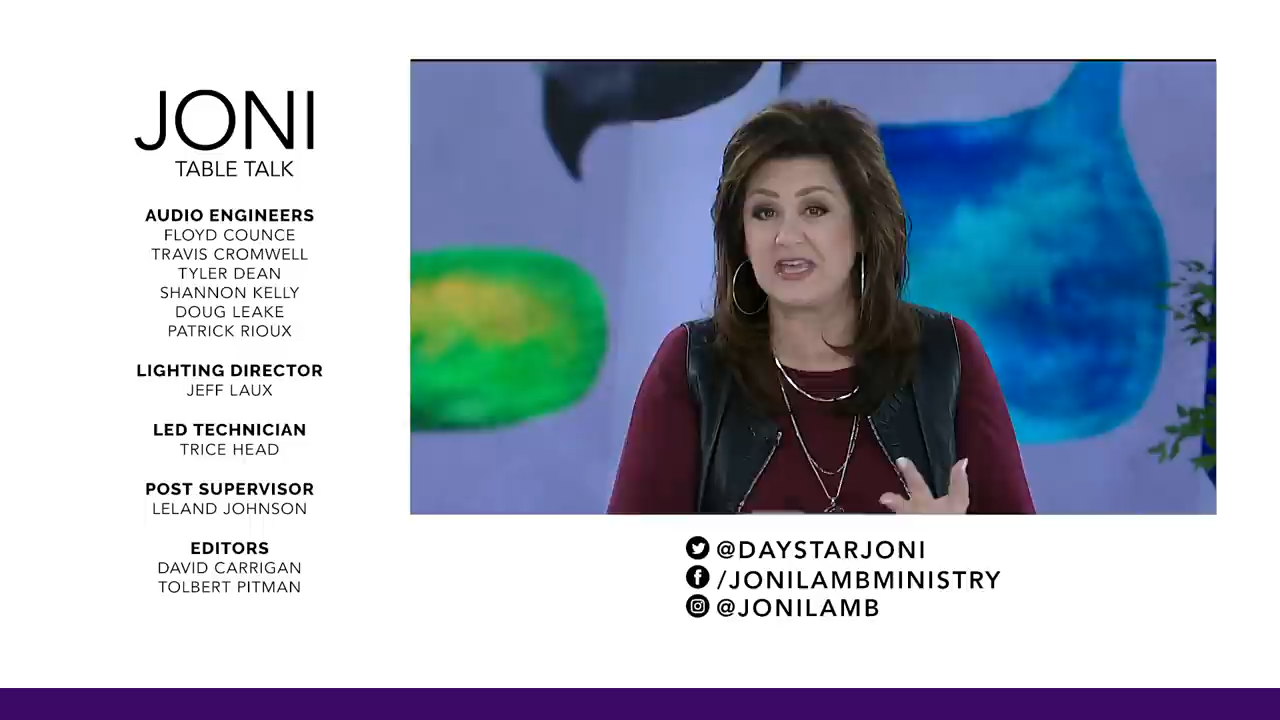 JONI
TABLE TALK
AUDIO ENGINEERS
FLOYD COUNCE
TRAVIS CROMWELL
TYLER DEAN
SHANNON KELLY
DOUG LEAKE
PATRICK RIOUX
LIGHTING DIRECTOR
JEFF LAUX
LED TECHNICIAN
TRICE HEAD
POST SUPERVISOR
LELAND JOHNSON
EDITORS
DAVID CARRIGAN
TOLBERT PITMAN
@DAYSTARJONI
/JONILAMBMINISTRY
@JONILAMB